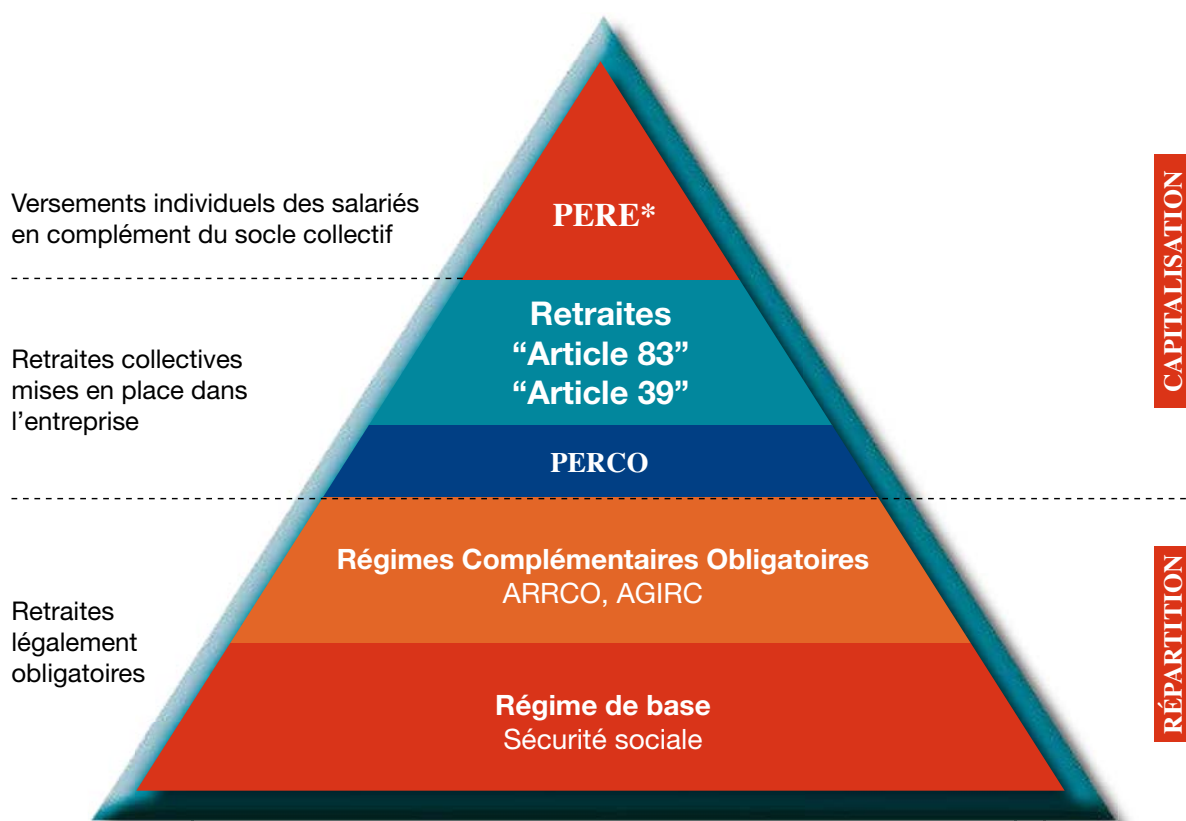 Versements individuels des salariés
en complément du socle collectif
PERE*
Retraites
“Article 83”
“Article 39”
Retraites collectives
mises en place dans
l’entreprise
PERCO
CAPITALISATION
Régimes Complémentaires Obligatoires
ARRCO, AGIRC
Retraites
légalement
obligatoires
Régime de base
Sécurité sociale
RÉPARTITION